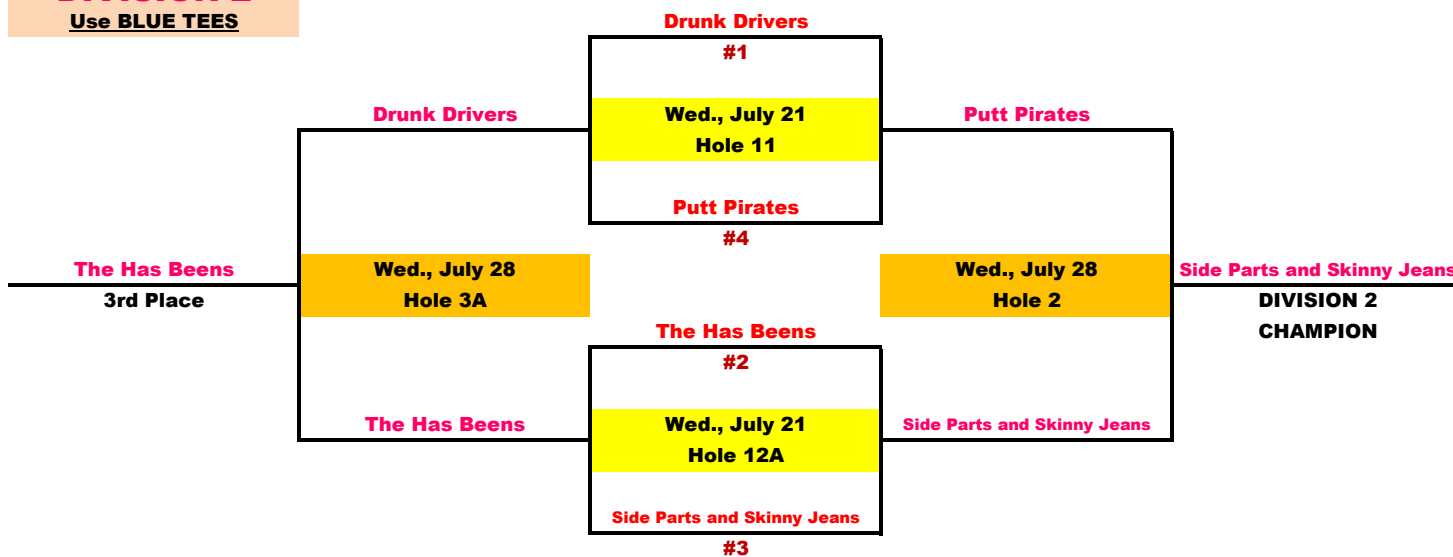 DIVISION 2
Use BLUE TEES
Drunk Drivers
#1
Drunk Drivers
Wed., July 21
Hole 11
Putt Pirates
Putt Pirates
#4
The Has Beens
3rd Place
Wed., July 28
Hole 3A
Wed., July 28
Hole 2
Side Parts and Skinny Jeans
DIVISION 2
CHAMPION
The Has Beens
#2
The Has Beens
Wed., July 21
Hole 12A
Side Parts and Skinny Jeans
Side Parts and Skinny Jeans
#3